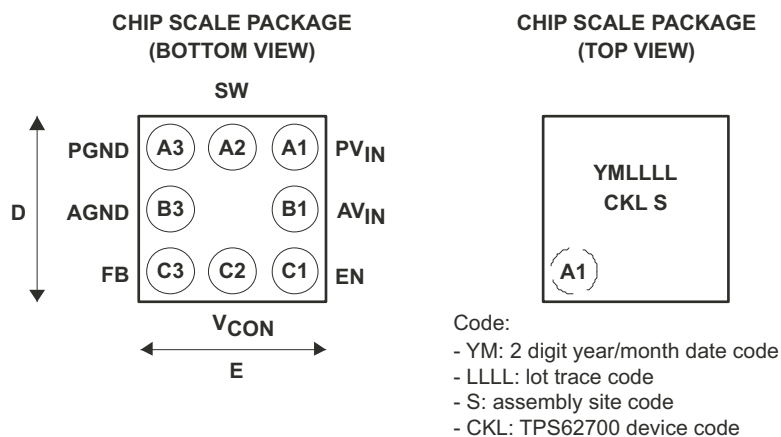 CHIP SCALE PACKAGE
(BOTTOM VIEW)
SW
PGND A3 A2 A1 PVIN
D
AGND B3 B1 AVIN
FB C3 C2 C1 EN
VCON
E
CHIP SCALE PACKAGE
(TOP VIEW)
YMLLLL
CKL S
A1
Code:
- YM: 2 digit year/month date code
- LLLL: lot trace code
- S: assembly site code
- CKL: TPS62700 device code